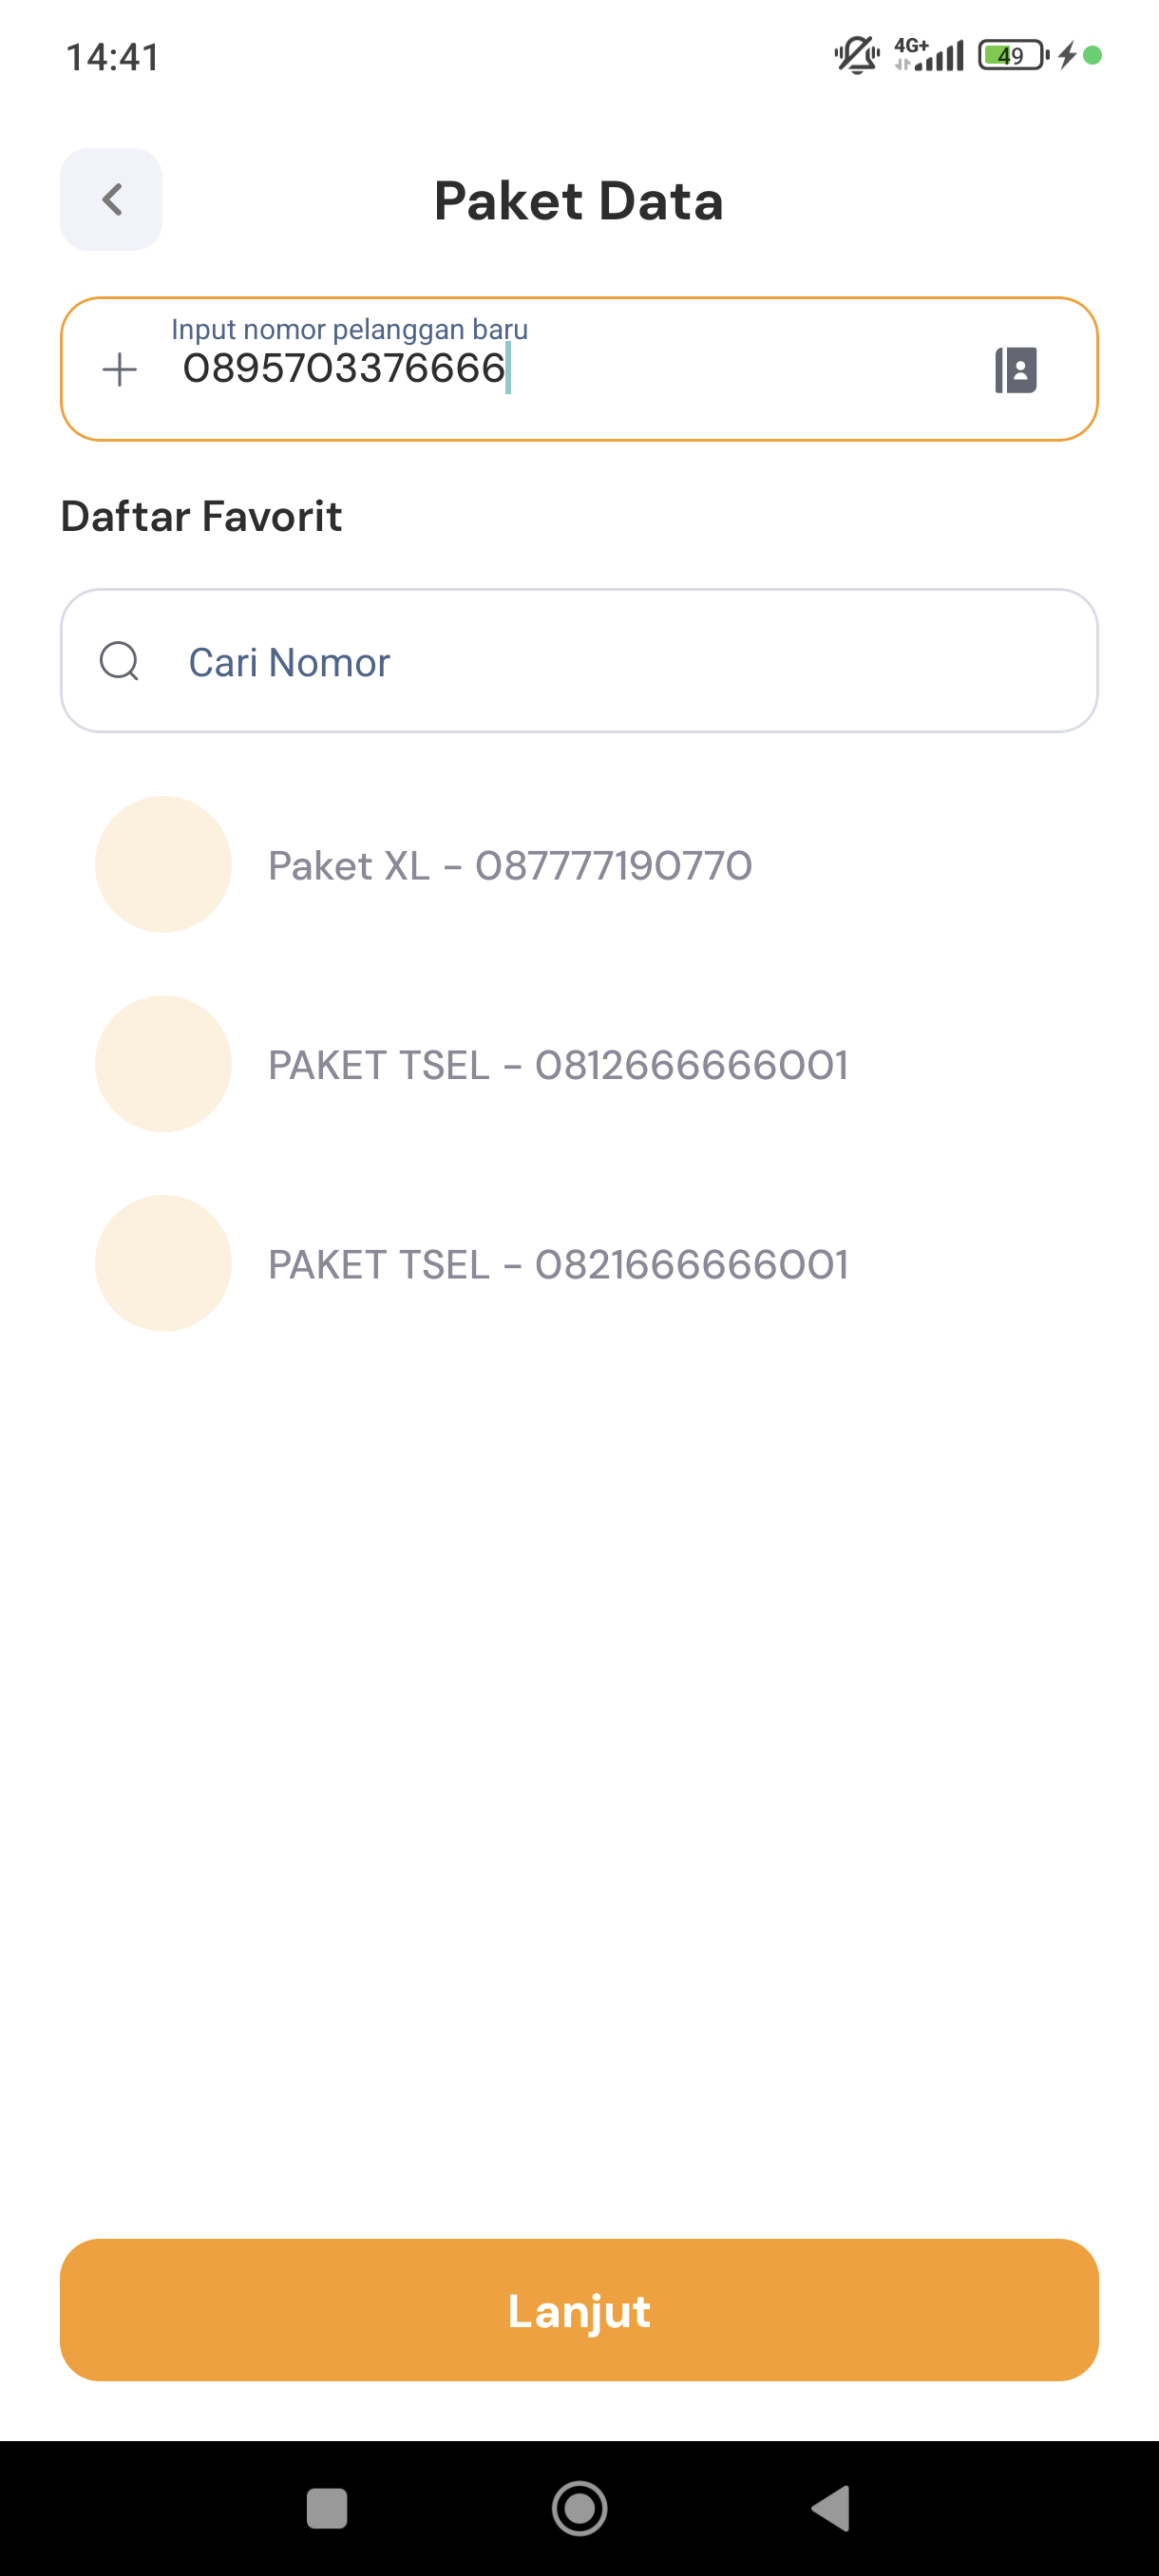 14:41
4G+
49
Paket Data
Input nomor pelanggan baru
0895703376666
Daftar Favorit
Cari Nomor
Paket XL - 087777190770
PAKET TSEL - 0812666666001
PAKET TSEL - 0821666666001
Lanjut